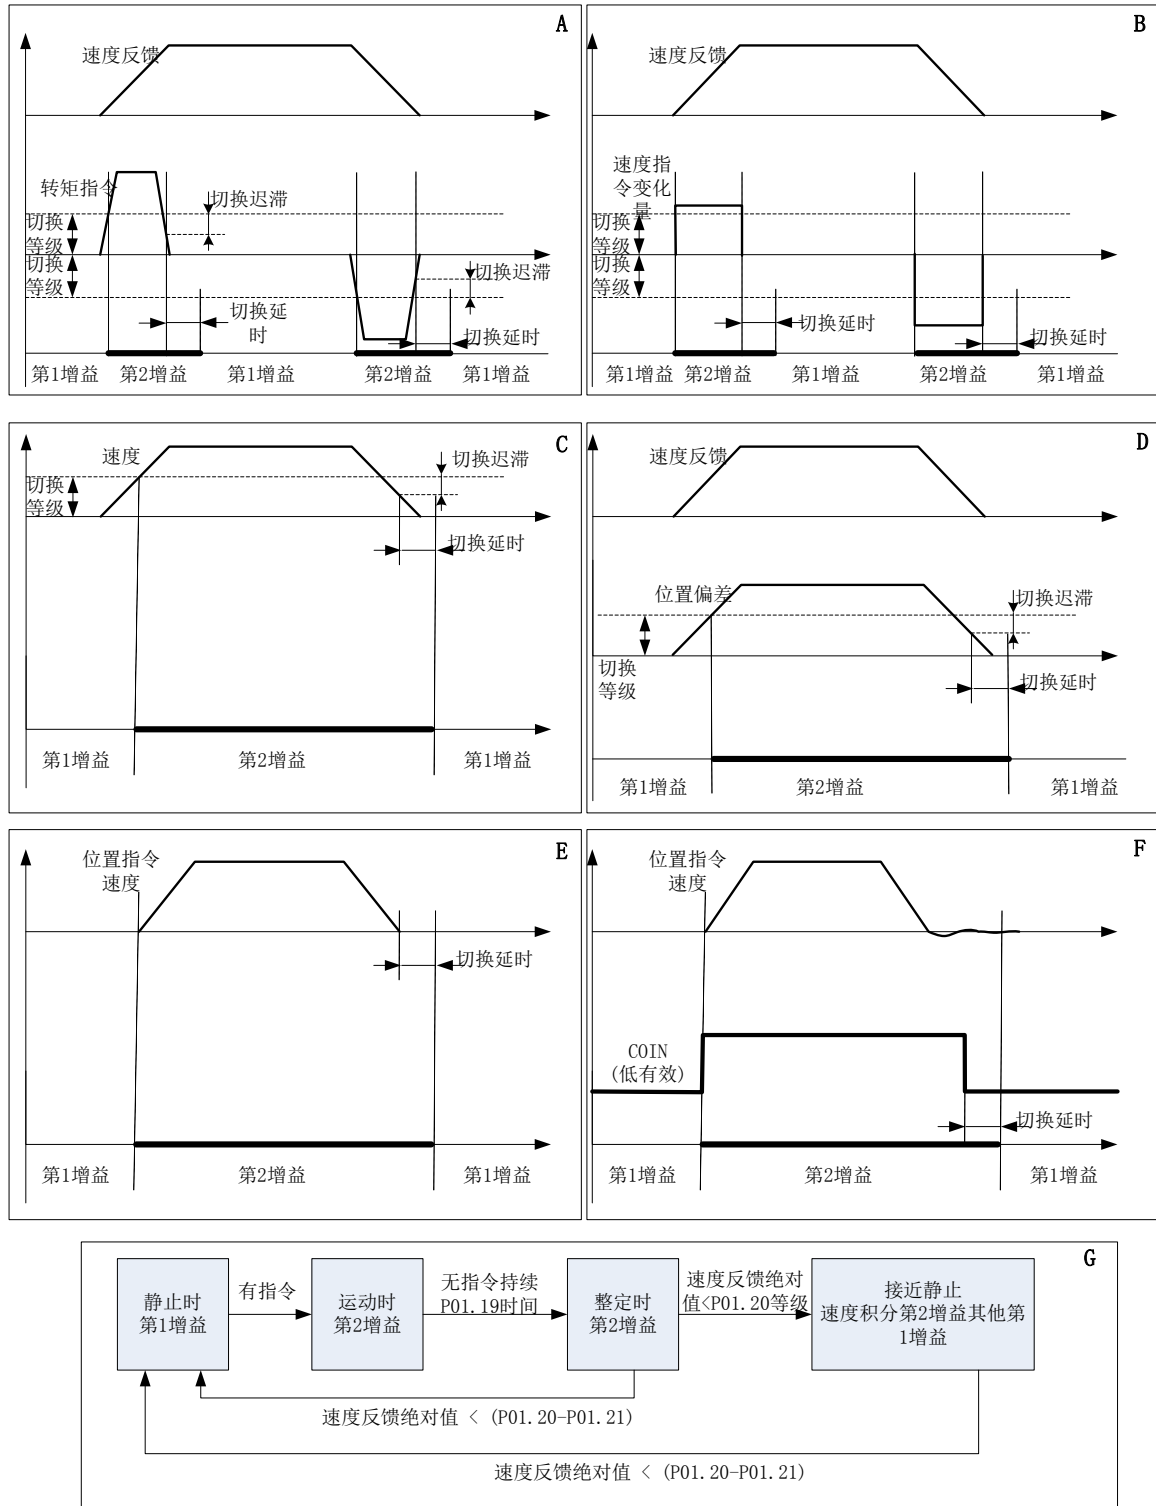 A
速度反馈
转矩指令
切换迟滞
切换
等级
切换
等级
切换迟滞
切换延
时
切换延时
第1增益
第2增益
第1增益
第2增益
第1增益
B
速度反馈
速度指
令变化
量
切换
等级
切换
等级
切换延时
切换延时
第1增益
第2增益
第1增益
第2增益
第1增益
C
速度
切换迟滞
切换
等级
切换延时
第1增益
第2增益
第1增益
D
速度反馈
位置偏差
切换迟滞
切换
等级
切换延时
第1增益
第2增益
第1增益
E
位置指令
速度
切换延时
第1增益
第2增益
第1增益
F
位置指令
速度
COIN
(低有效)
切换延时
第1增益
第2增益
第1增益
G
静止时
第1增益
有指令
运动时
第2增益
无指令持续
P01.19时间
整定时
第2增益
速度反馈绝对
值<P01.20等级
接近静止
速度积分第2增益其他第
1增益
速度反馈绝对值 < (P01.20-P01.21)
速度反馈绝对值 < (P01.20-P01.21)